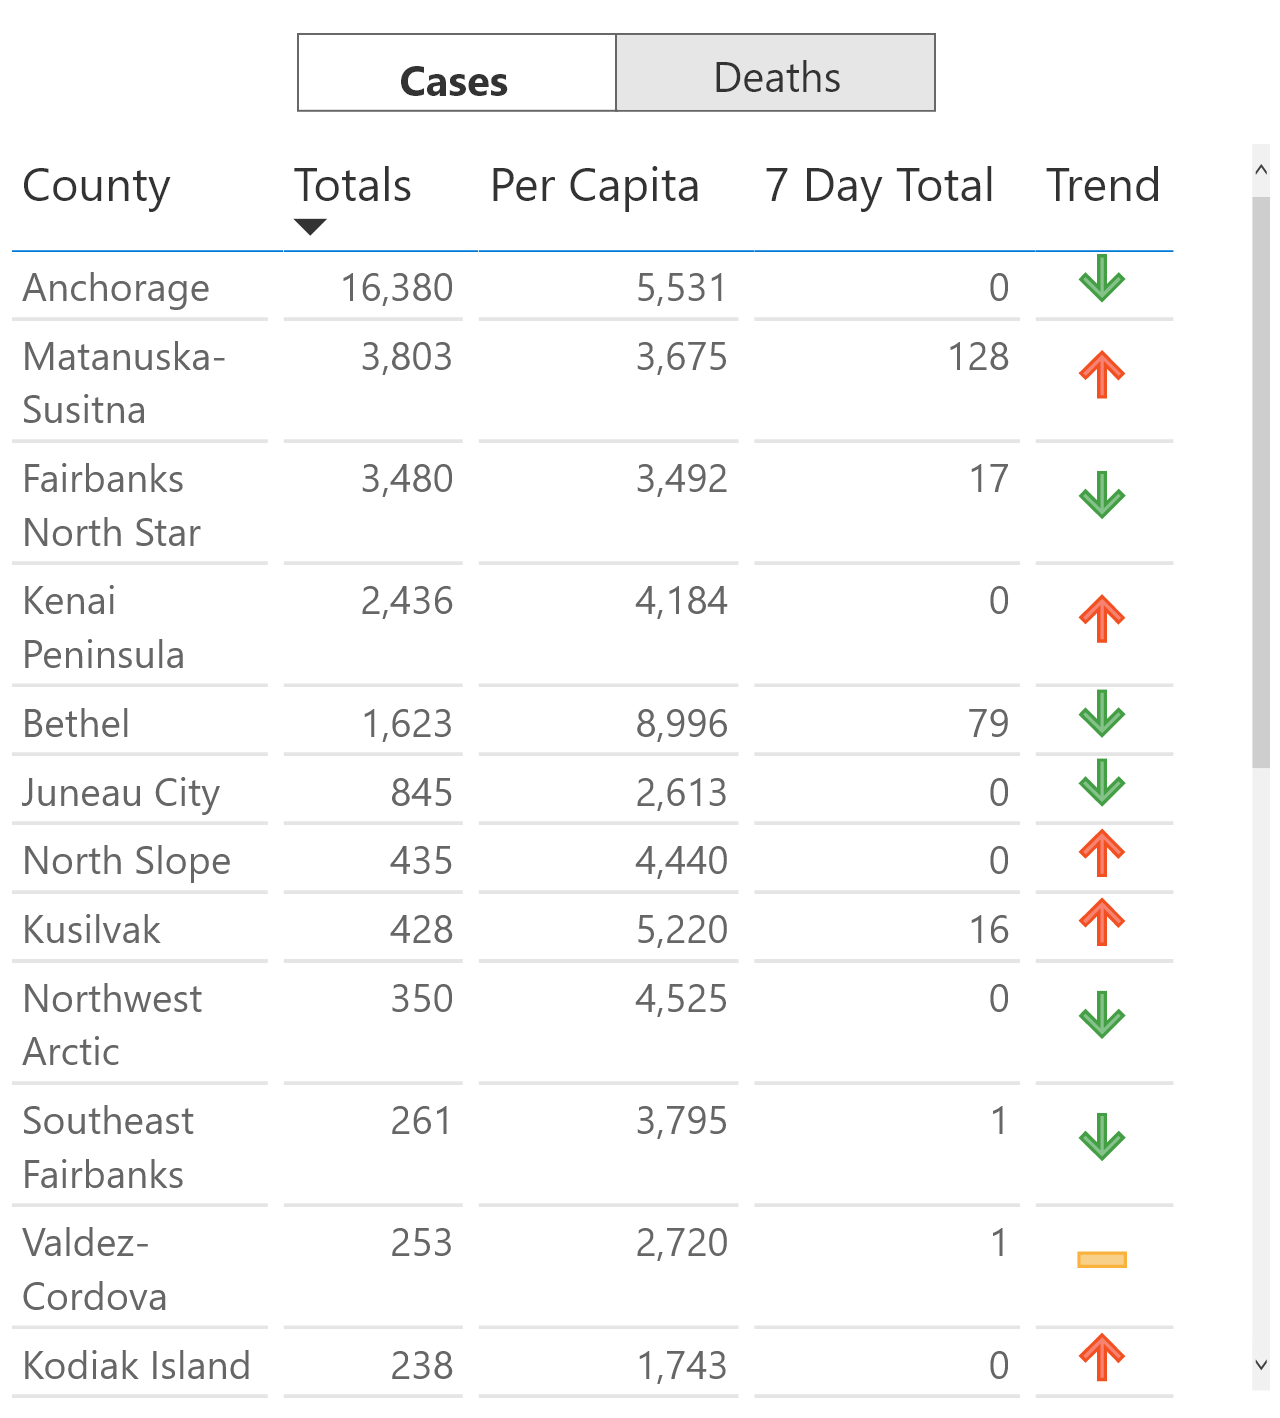 Cases Deaths
County Totals Per Capita 7 Day Total Trend
Anchorage 16,380 5,531 0
Matanuska- 3,803 3,675 128
Susitna
Fairbanks 3,480 3,492 17
North Star
Kenai 2,436 4,184 0
Peninsula
Bethel 1,623 8,996 79
Juneau City 845 2,613 0
North Slope 435 4,440 0
Kusilvak 428 5,220 16
Northwest 350 4,525 0
Arctic
Southeast 261 3,795 1
Fairbanks
Valdez- 253 2,720 1
Cordova
Kodiak Island 238 1,743 0